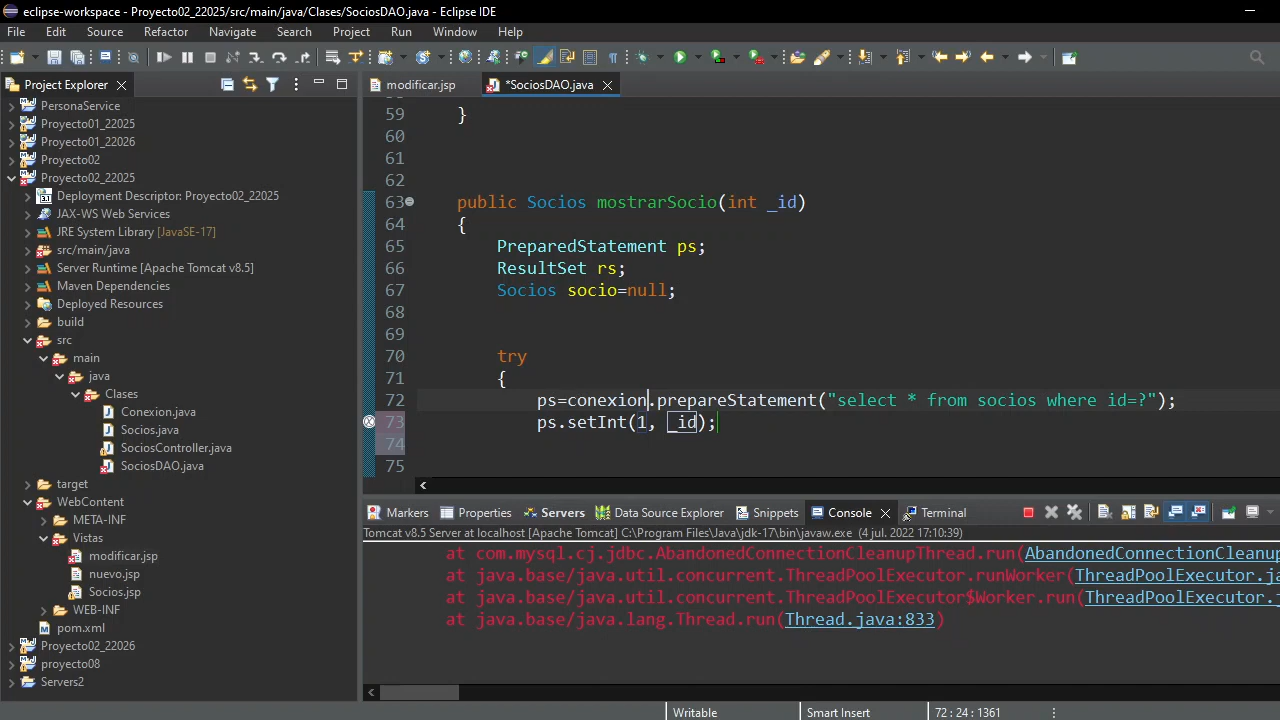 eclipse-workspace - Proyecto02_22025/src/main/java/Clases/SociosDAO.java - Eclipse IDE
File Edit Source Refactor Navigate Search Project Run Window Help
Project Explorer
modificar.jsp
*SociosDAO.java
PersonaService
Proyecto01_22025
Proyecto01_22026
Proyecto02
Proyecto02_22025
Deployment Descriptor: Proyecto02_22025
JAX-WS Web Services
JRE System Library [JavaSE-17]
src/main/java
Server Runtime [Apache Tomcat v8.5]
Maven Dependencies
Deployed Resources
build
src
main
java
Clases
Conexion.java
Socios.java
SociosController.java
SociosDAO.java
target
WebContent
META-INF
Vistas
modificar.jsp
nuevo.jsp
Socios.jsp
WEB-INF
pom.xml
Proyecto02_22026
proyecto08
Servers2
59 }
60
61
62
63 public Socios mostrarSocio(int _id)
64 {
65 PreparedStatement ps;
66 ResultSet rs;
67 Socios socio=null;
68
69
70 try
71 {
72 ps=conexion.prepareStatement("select * from socios where id=?");
73 ps.setInt(1, _id);
74
75
Markers Properties Servers Data Source Explorer Snippets Console Terminal
Tomcat v8.5 Server at localhost [Apache Tomcat] C:\Program Files\Java\jdk-17\bin\javaw.exe (4 jul. 2022 17:10:39)
at com.mysql.cj.jdbc.AbandonedConnectionCleanupThread.run(AbandonedConnectionCleanup
at java.base/java.util.concurrent.ThreadPoolExecutor.runWorker(ThreadPoolExecutor.ja
at java.base/java.util.concurrent.ThreadPoolExecutor$Worker.run(ThreadPoolExecutor.
at java.base/java.lang.Thread.run(Thread.java:833)
Writable
Smart Insert
72 : 24 : 1361